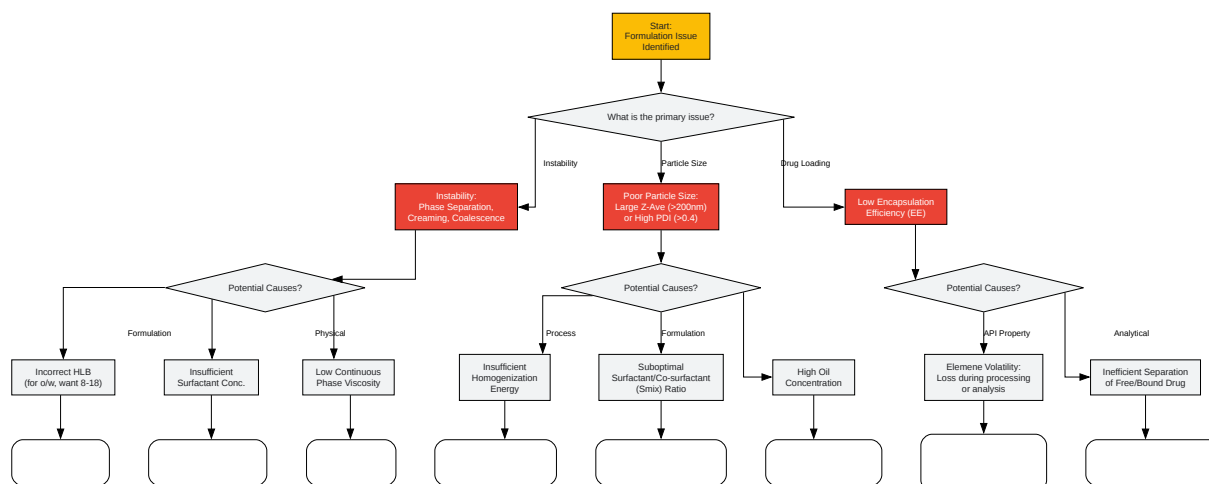 Start:
Formulation Issue
Identified
What is the primary issue?
Instability
Particle Size
Drug Loading
Instability:
Phase Separation,
Creaming, Coalescence
Poor Particle Size:
Large Z-Ave (>200nm)
or High PDI (>0.4)
Low Encapsulation
Efficiency (EE)
Potential Causes?
Potential Causes?
Potential Causes?
Formulation
Physical
Process
Formulation
API Property
Analytical
Incorrect HLB
(for o/w, want 8-18)
Insufficient
Surfactant Conc.
Low Continuous
Phase Viscosity
Insufficient
Homogenization
Energy
Suboptimal
Surfactant/Co-surfactant
(Smix) Ratio
High Oil
Concentration
Elemene Volatility:
Loss during processing
or analysis
Inefficient Separation
of Free/Bound Drug